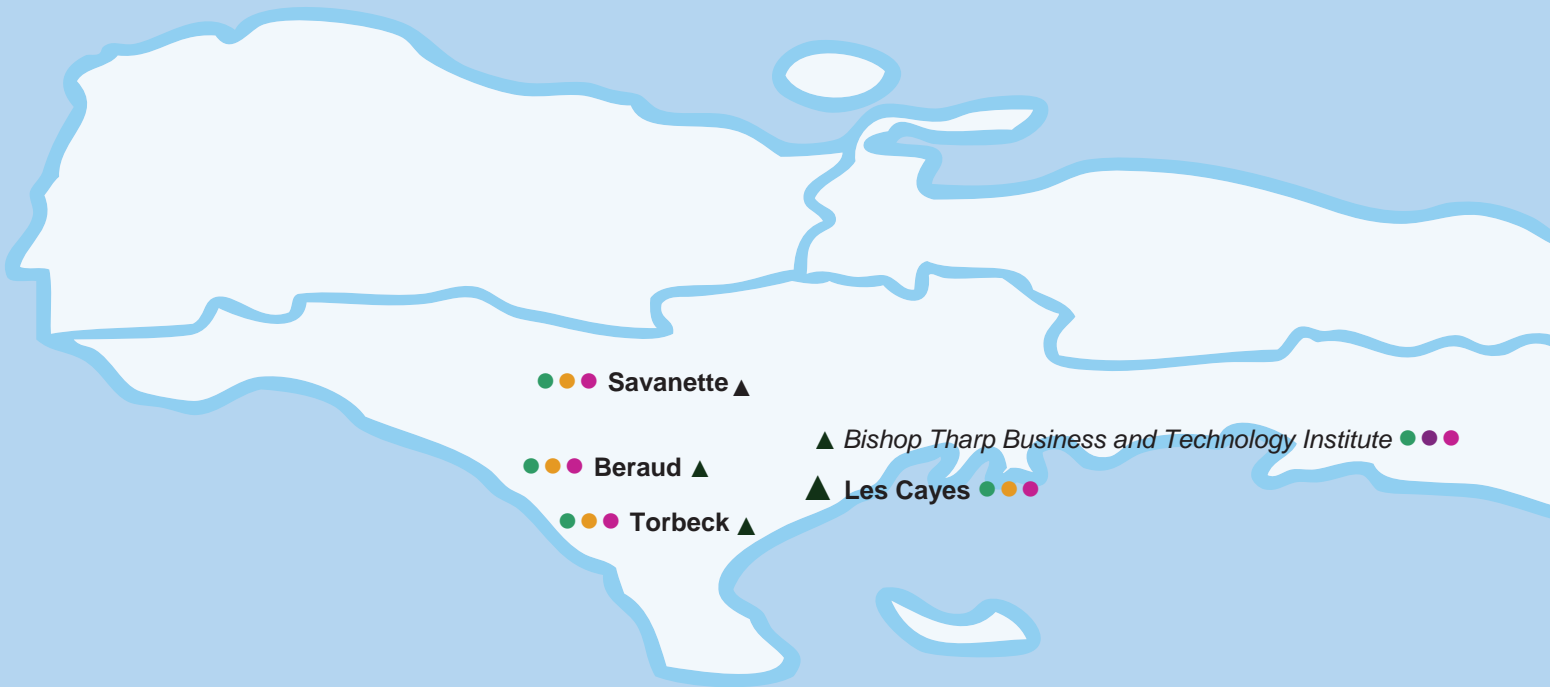 Savanette
Bishop Tharp Business and Technology Institute
Beraud
Les Cayes
Torbeck